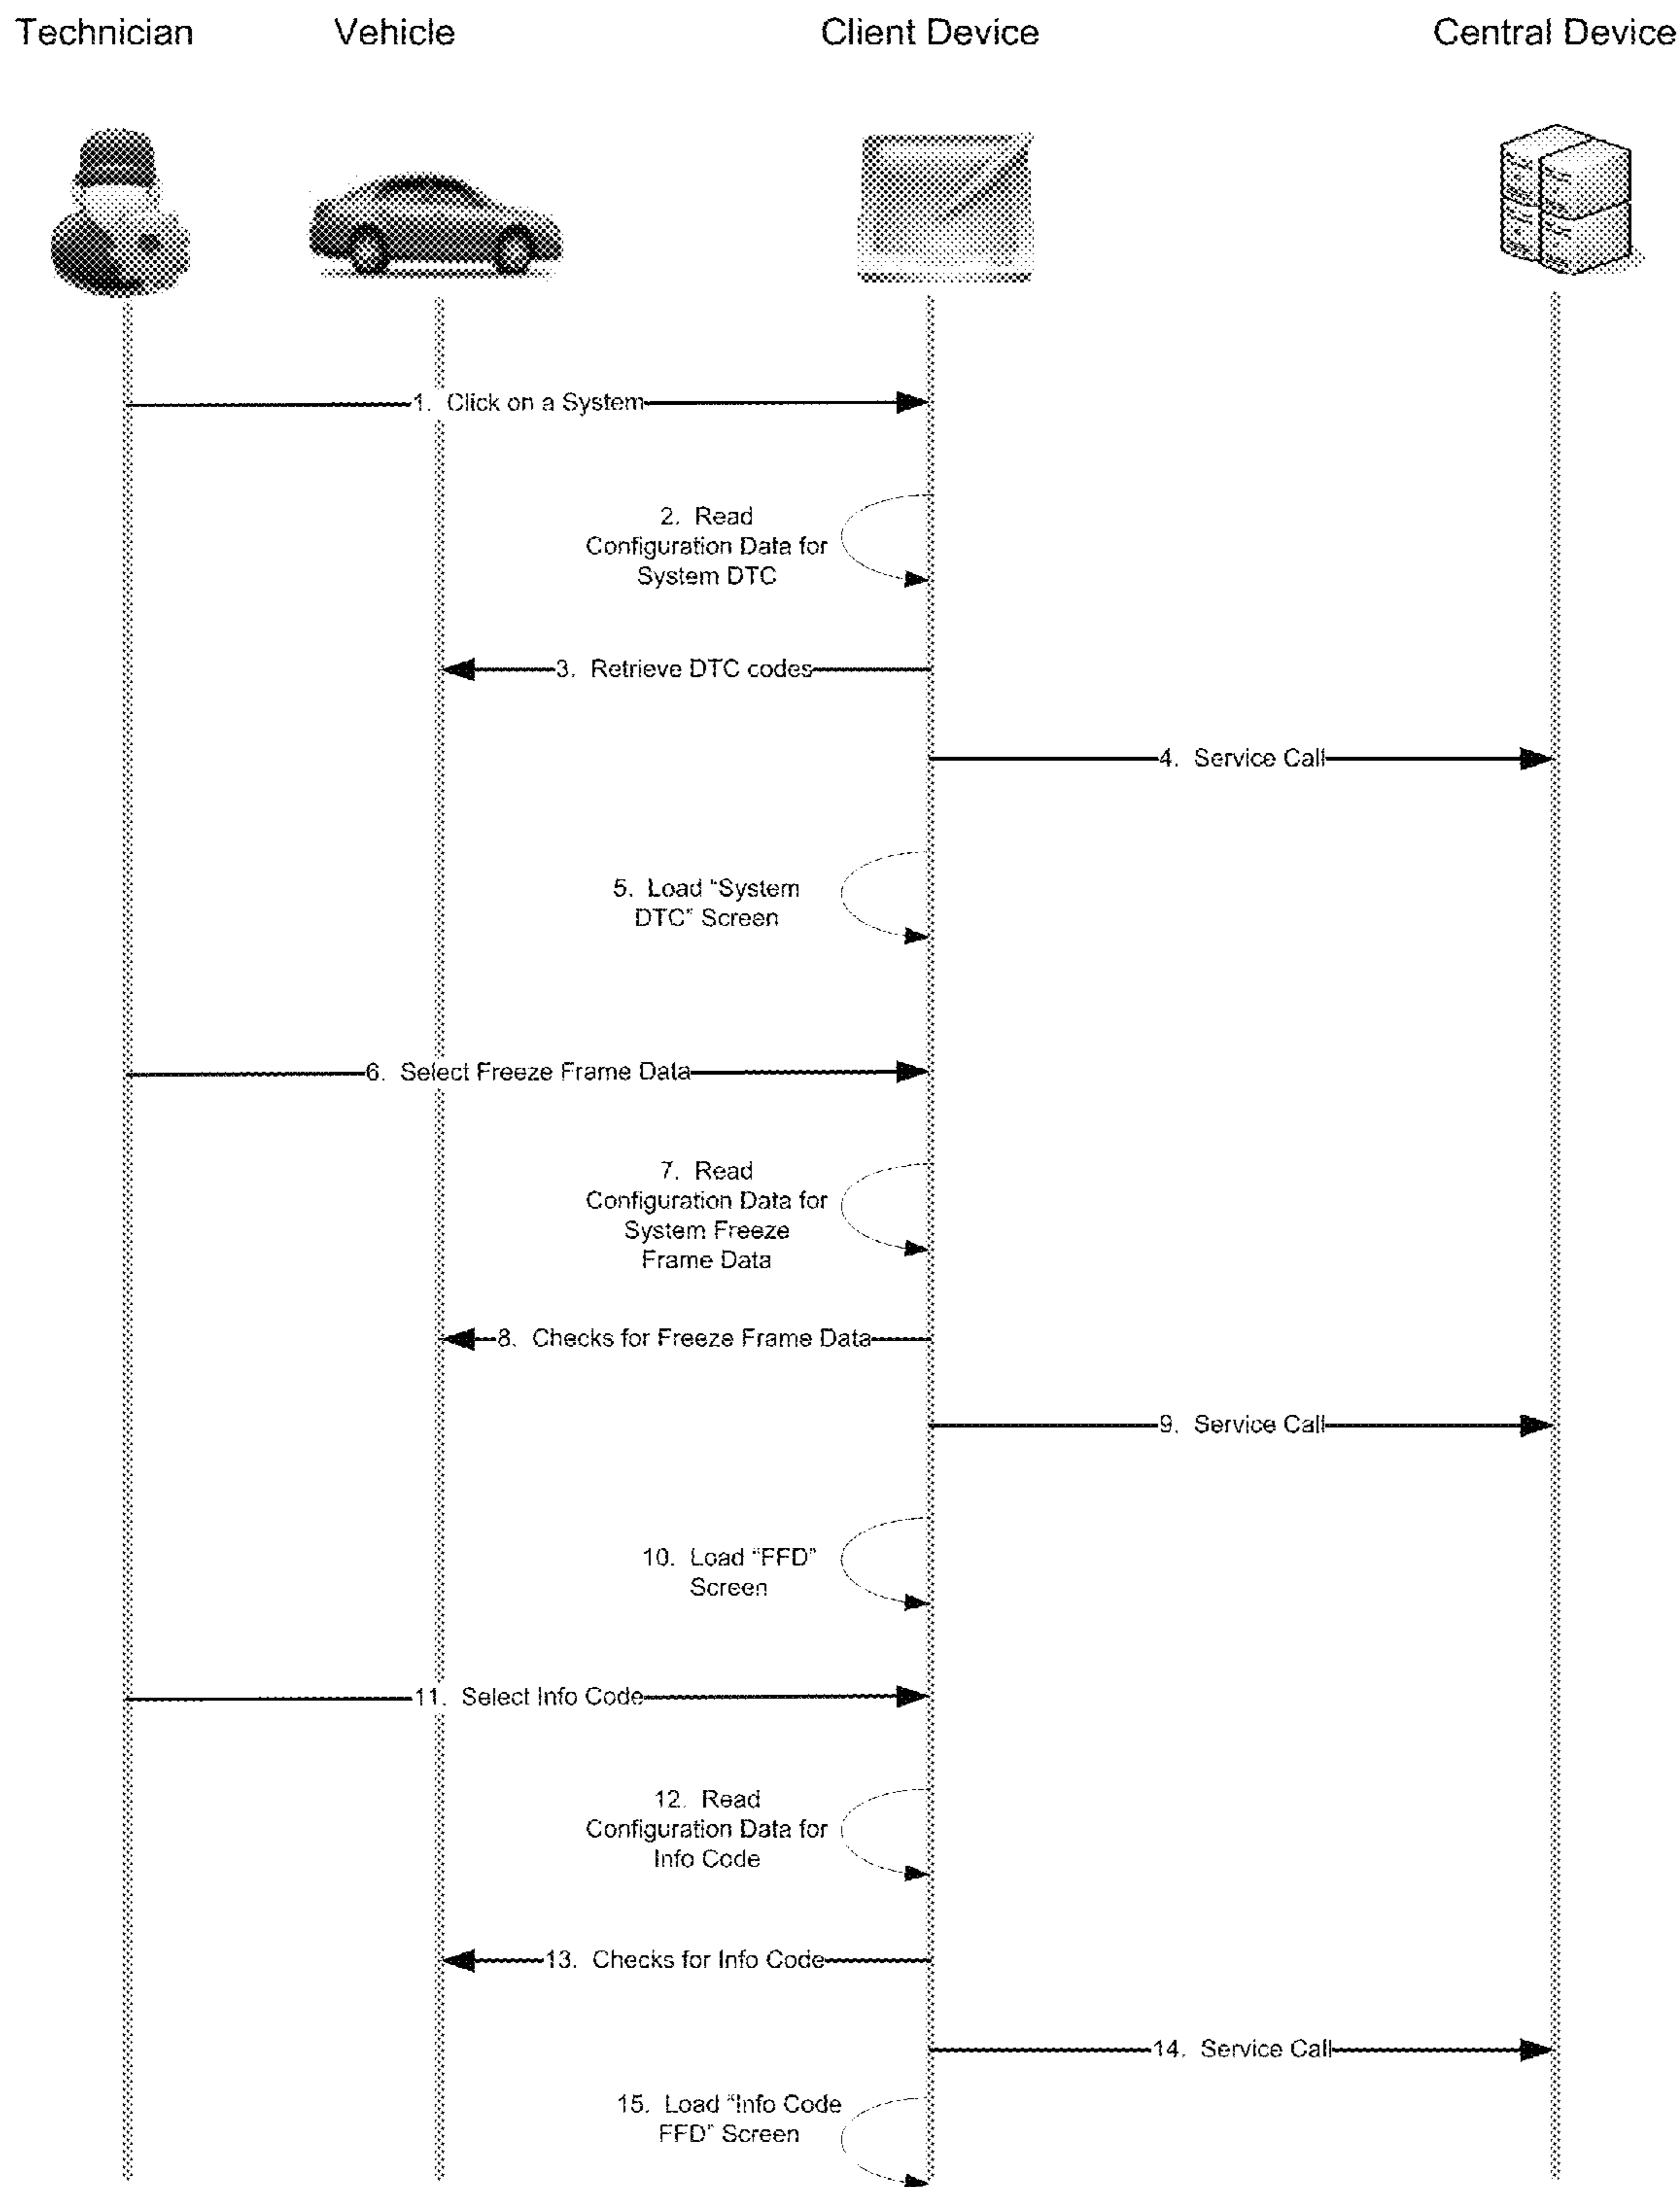 Technician Vehicle Client Device Central Device
1. Click on a System
2. Read
Configuration Data for
System DTC
3. Retrieve DTC codes
4. Service Call
5. Load "System
DTC" Screen
6. Select Freeze Frame Data
7. Read
Configuration Data for
System Freeze
Frame Data
8. Checks for Freeze Frame Data
9. Service Call
10. Load "FFD"
Screen
11. Select Info Code
12. Read
Configuration Data for
Info Code
13. Checks for Info Code
14. Service Call
15. Load "Info Code
FFD" Screen